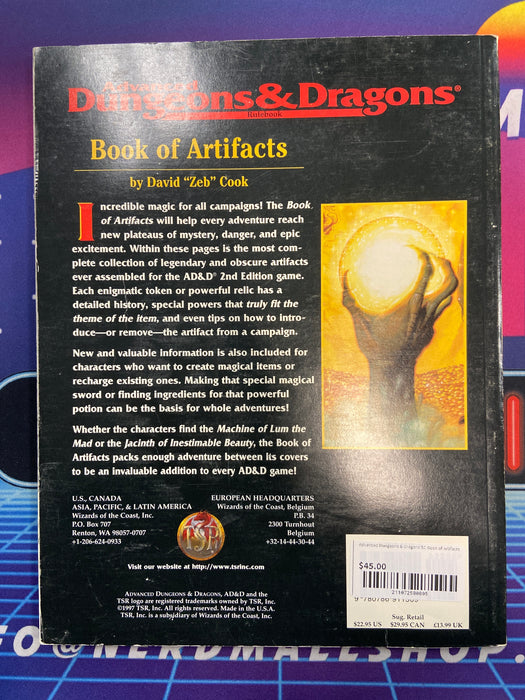 Advanced
Dungeons & Dragons®
Rulebook
Book of Artifacts
by David "Zeb" Cook
Incredible magic for all campaigns! The Book
of Artifacts will help every adventure reach
new plateaus of mystery, danger, and epic
excitement. Within these pages is the most com-
plete collection of legendary and obscure artifacts
ever assembled for the AD&D® 2nd Edition game.
Each enigmatic token or powerful relic has a
detailed history, special powers that truly fit the
theme of the item, and even tips on how to intro-
duce—or remove—the artifact from a campaign.
New and valuable information is also included for
characters who want to create magical items or
recharge existing ones. Making that special magical
sword or finding ingredients for that powerful
potion can be the basis for whole adventures!
Whether the characters find the Machine of Lum the
Mad or the Jacinth of Inestimable Beauty, the Book of
Artifacts packs enough adventure between its covers
to be an invaluable addition to every AD&D game!
U.S., CANADA
ASIA, PACIFIC, & LATIN AMERICA
Wizards of the Coast, Inc.
P.O. Box 707
Renton, WA 98057-0707
+1-206-624-0933
TSR
EUROPEAN HEADQUARTERS
Wizards of the Coast, Belgium
P.B. 34
2300 Turnhout
Belgium
+32-14-44-30-44
Visit our website at http://www.tsrinc.com
Advanced Dungeons & Dragons, AD&D and the
TSR logo are registered trademarks owned by TSR, Inc.
©1997 TSR, Inc. All rights reserved. Made in the U.S.A.
TSR, Inc. is a subsidiary of Wizards of the Coast, Inc.
Advanced Dungeons & Dragons
Book of Artifacts
$45.00
Sug. Retail
$22.95 US $29.95 CAN £13.99 UK
MALL
NFO@NERDMALLSHOP.